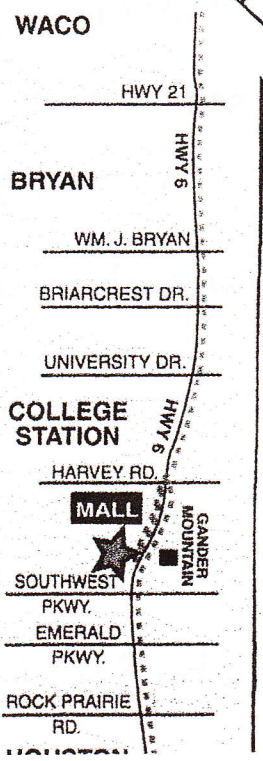 WACO
HWY 21
HWY 6
BRYAN
WM. J. BRYAN
BRIARCREST DR.
UNIVERSITY DR.
COLLEGE
STATION
HWY 6
HARVEY RD.
MALL
GANDER
MOUNTAIN
SOUTHWEST
PKWY.
EMERALD
PKWY.
ROCK PRAIRIE
RD.
HOUSTON